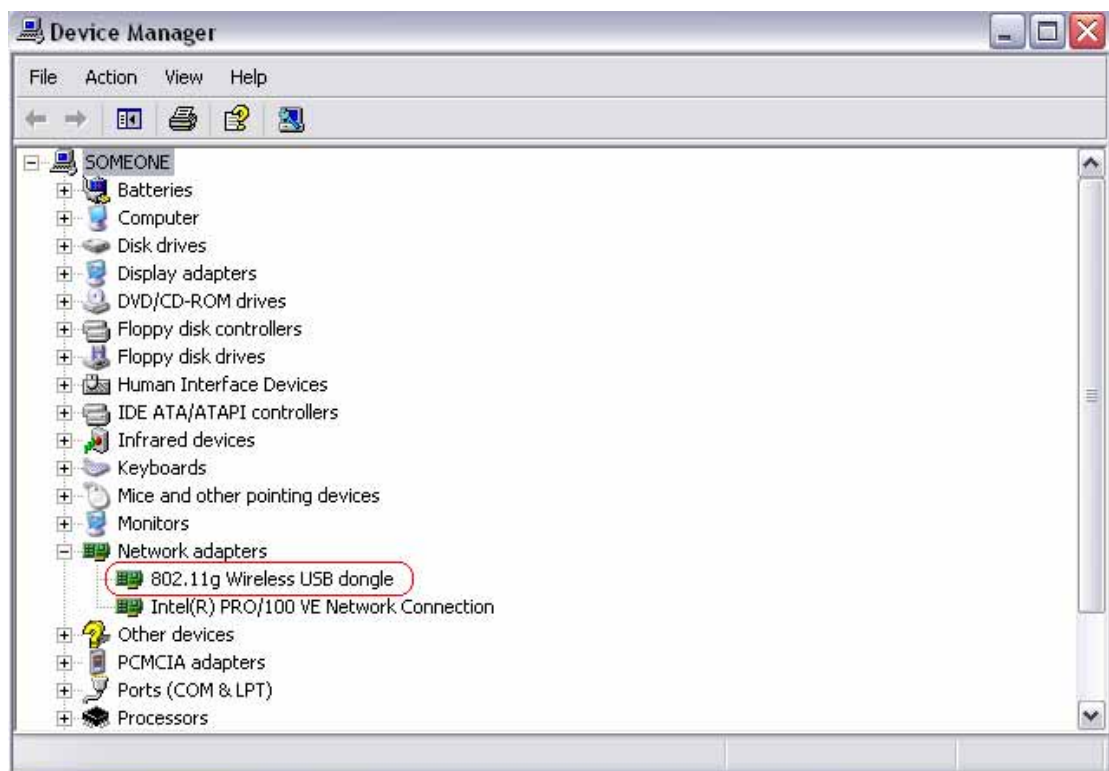 Device Manager
File Action View Help
SOMEONE
Batteries
Computer
Disk drives
Display adapters
DVD/CD-ROM drives
Floppy disk controllers
Floppy disk drives
Human Interface Devices
IDE ATA/ATAPI controllers
Infrared devices
Keyboards
Mice and other pointing devices
Monitors
Network adapters
802.11g Wireless USB dongle
Intel(R) PRO/100 VE Network Connection
Other devices
PCMCIA adapters
Ports (COM & LPT)
Processors